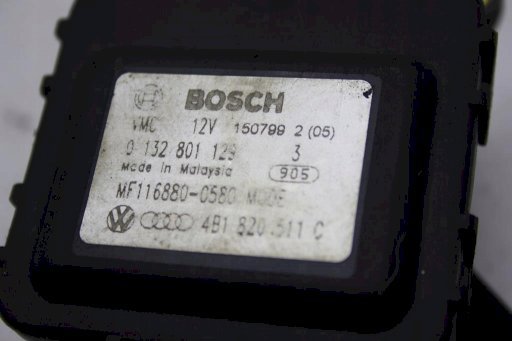 BOSCH
VMC 12V 150799 2 (05)
0 132 801 129 3
Made in Malaysia 905
MF116880-0580 MODE
4B1 820 511 C